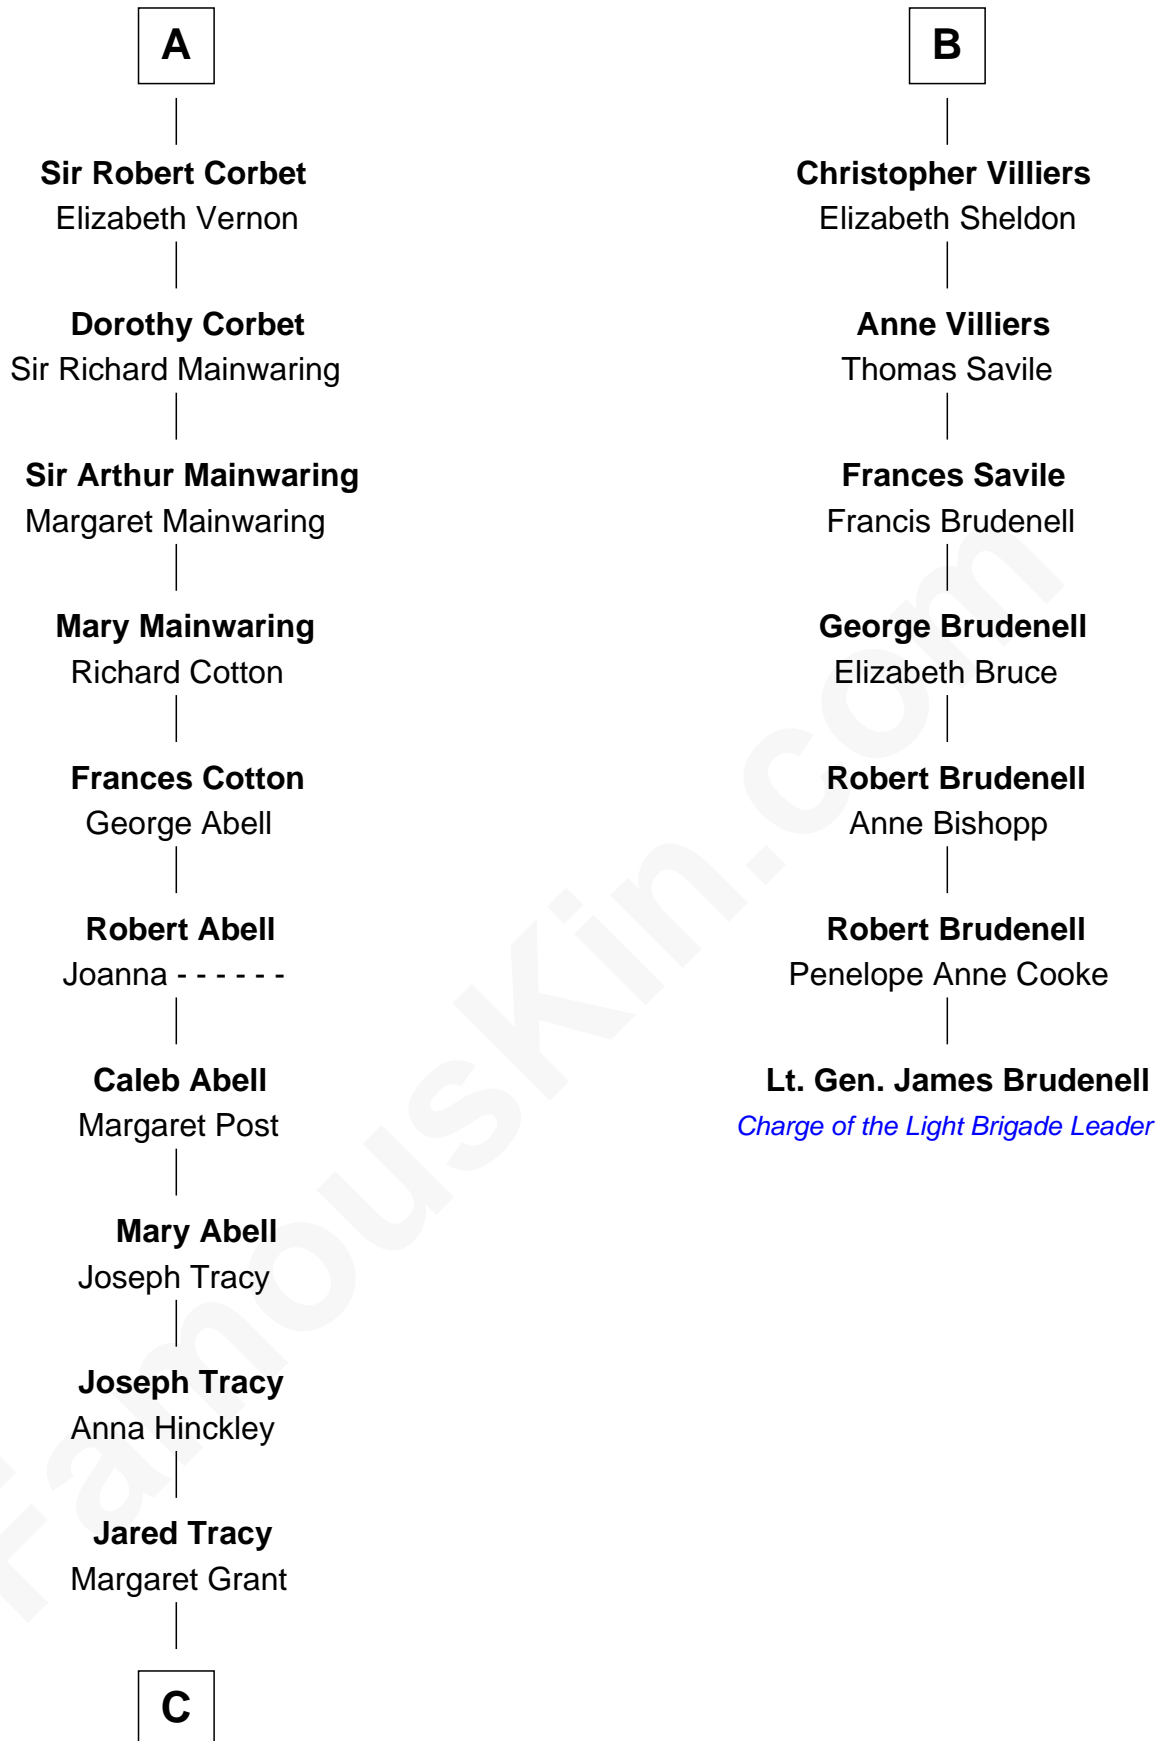 A
Sir Robert Corbet
Elizabeth Vernon
Dorothy Corbet
Sir Richard Mainwaring
Sir Arthur Mainwaring
Margaret Mainwaring
Mary Mainwaring
Richard Cotton
Frances Cotton
George Abell
Robert Abell
Joanna - - - - - -
Caleb Abell
Margaret Post
Mary Abell
Joseph Tracy
Joseph Tracy
Anna Hinckley
Jared Tracy
Margaret Grant
C
B
Christopher Villiers
Elizabeth Sheldon
Anne Villiers
Thomas Savile
Frances Savile
Francis Brudenell
George Brudenell
Elizabeth Bruce
Robert Brudenell
Anne Bishopp
Robert Brudenell
Penelope Anne Cooke
Lt. Gen. James Brudenell
Charge of the Light Brigade Leader
FamousKin.com